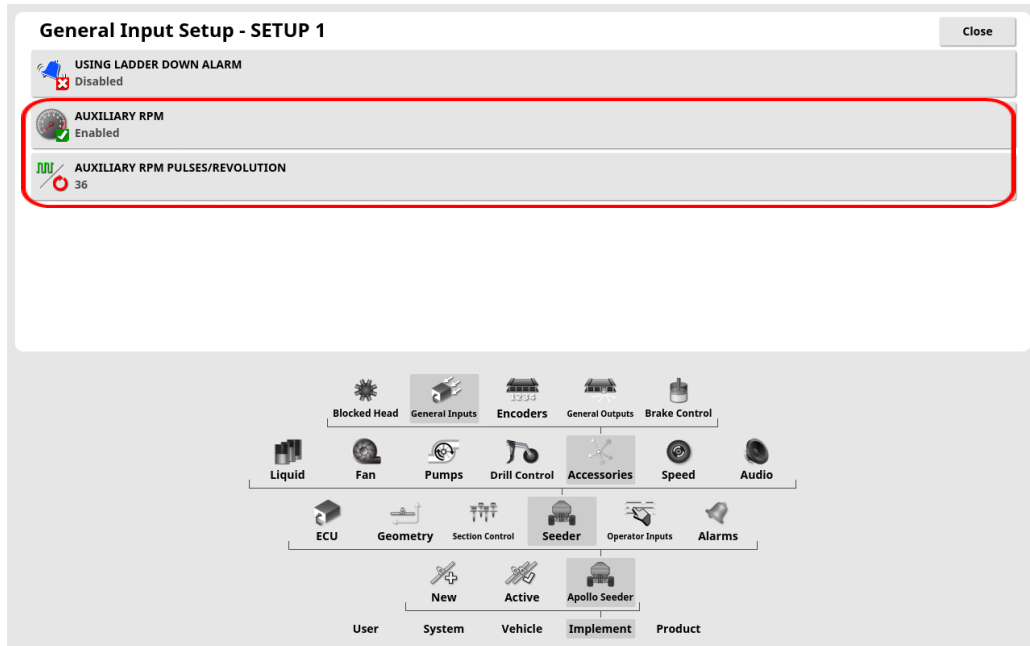 General Input Setup - SETUP 1
Close
USING LADDER DOWN ALARM
Disabled
AUXILIARY RPM
Enabled
AUXILIARY RPM PULSES/REVOLUTION
36
1234
Blocked Head General Inputs Encoders General Outputs Brake Control
Liquid Fan Pumps Drill Control Accessories Speed Audio
ECU Geometry Section Control Seeder Operator Inputs Alarms
New Active Apollo Seeder
User System Vehicle Implement Product